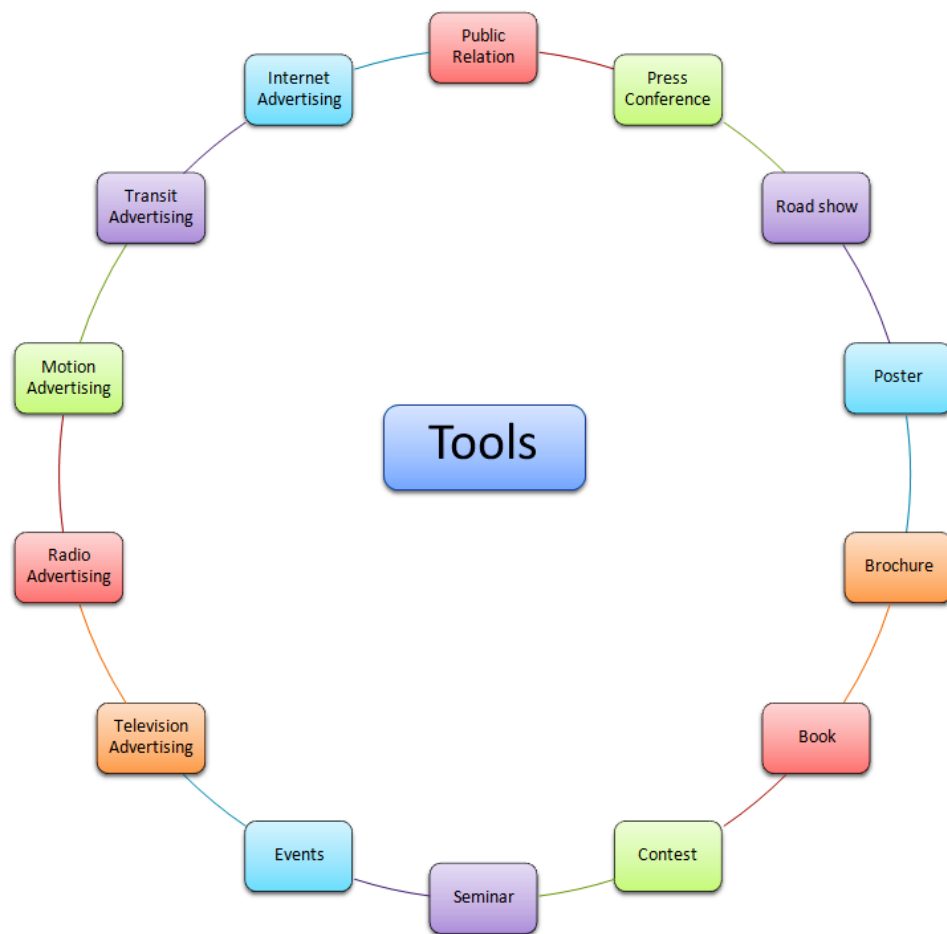 Public
Relation
Press
Conference
Road show
Poster
Brochure
Book
Contest
Seminar
Events
Television
Advertising
Radio
Advertising
Motion
Advertising
Transit
Advertising
Internet
Advertising
Tools